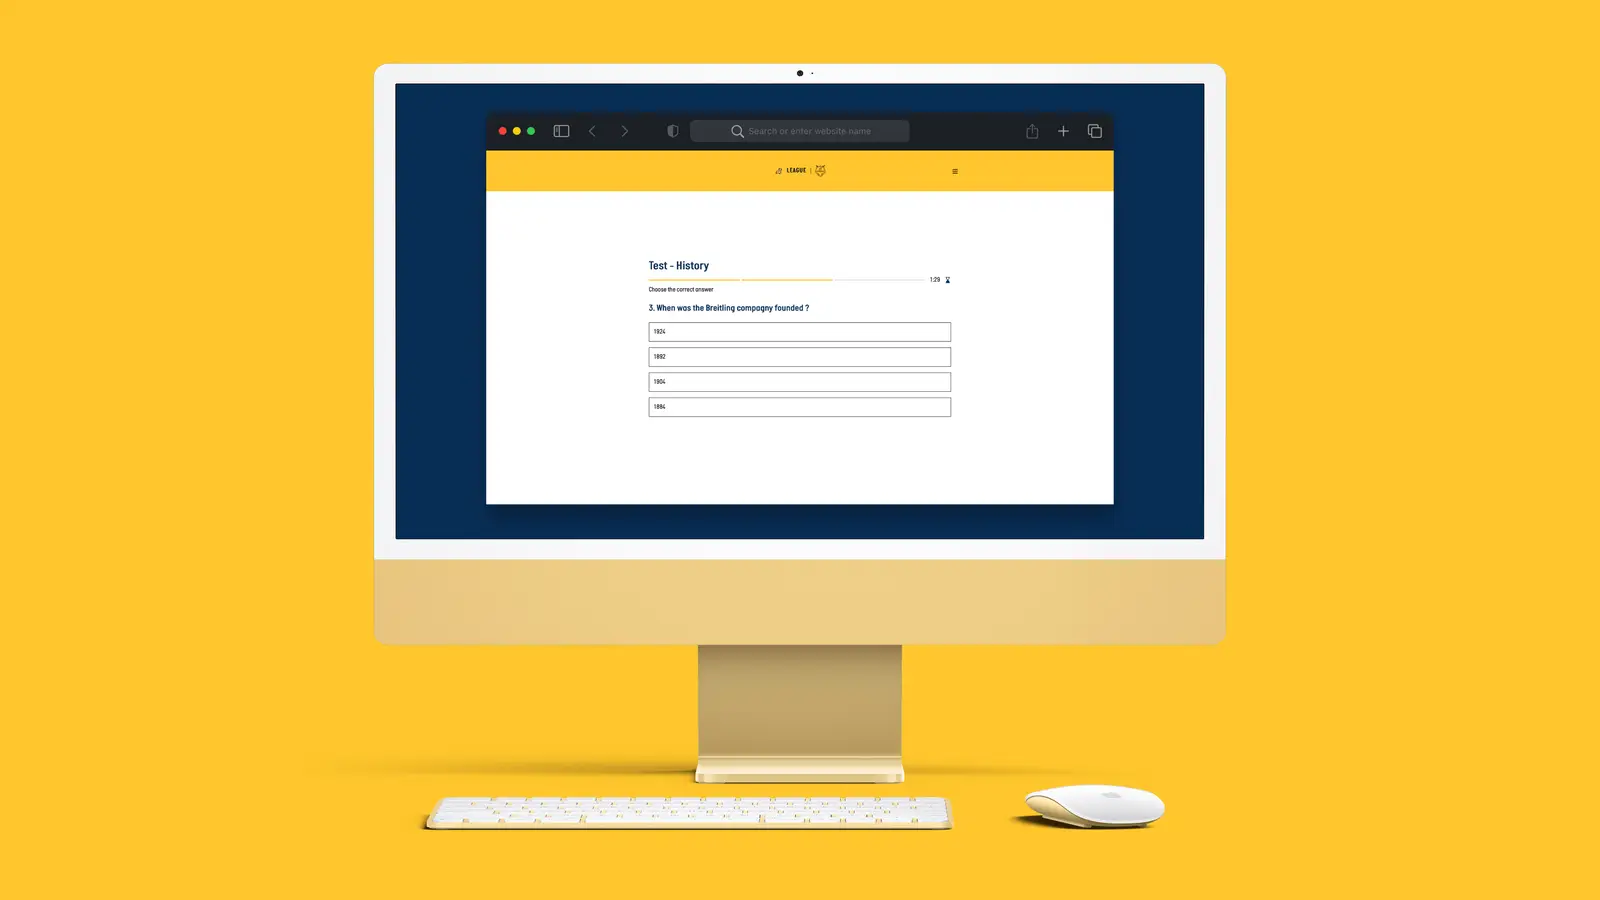 Search or enter website name
LEAGUE |
Test - History
1:29
Choose the correct answer
3. When was the Breitling compagny founded ?
1924
1892
1904
1884